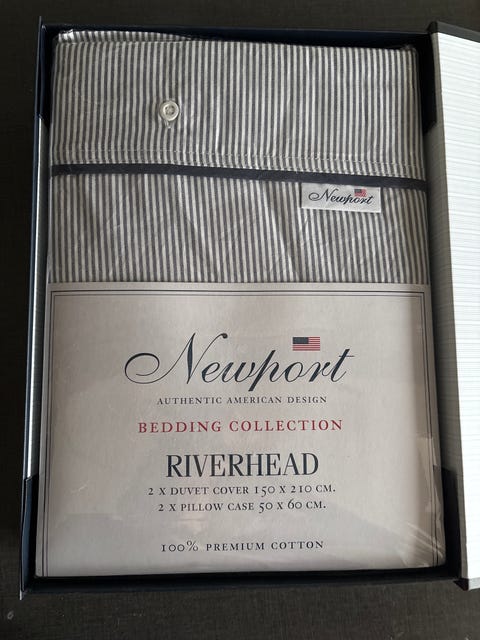 Newport
Newport
AUTHENTIC AMERICAN DESIGN
BEDDING COLLECTION
RIVERHEAD
2 X DUVET COVER 150 X 210 CM.
2 X PILLOW CASE 50 X 60 CM.
100% PREMIUM COTTON